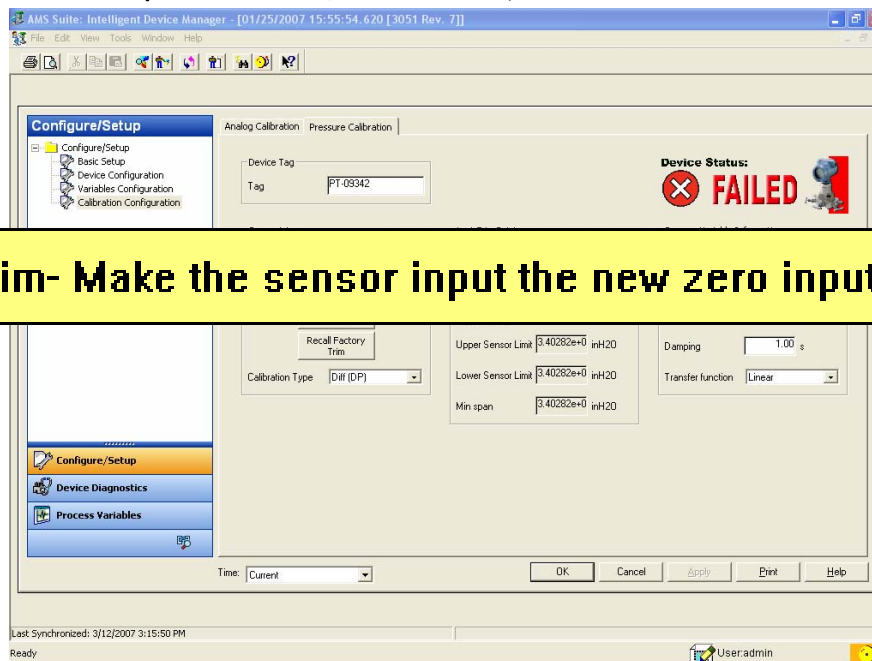 AMS Suite: Intelligent Device Manager - [01/25/2007 15:55:54.620 [3051 Rev. 7]]
File Edit View Tools Window Help
Configure/Setup
Analog Calibration Pressure Calibration
Configure/Setup
Basic Setup
Device Configuration
Variables Configuration
Calibration Configuration
Device Tag
Tag PT-09342
Device Status:
FAILED
im- Make the sensor input the new zero input
Recall Factory
Trim
Calibration Type Diff (DP)
Upper Sensor Limit 3.40282e+0 inH2O
Lower Sensor Limit 3.40282e+0 inH2O
Min span 3.40282e+0 inH2O
Damping 1.00 s
Transfer function Linear
Configure/Setup
Device Diagnostics
Process Variables
Time: Current
OK Cancel Apply Print Help
Last Synchronized: 3/12/2007 3:15:50 PM
Ready
User:admin